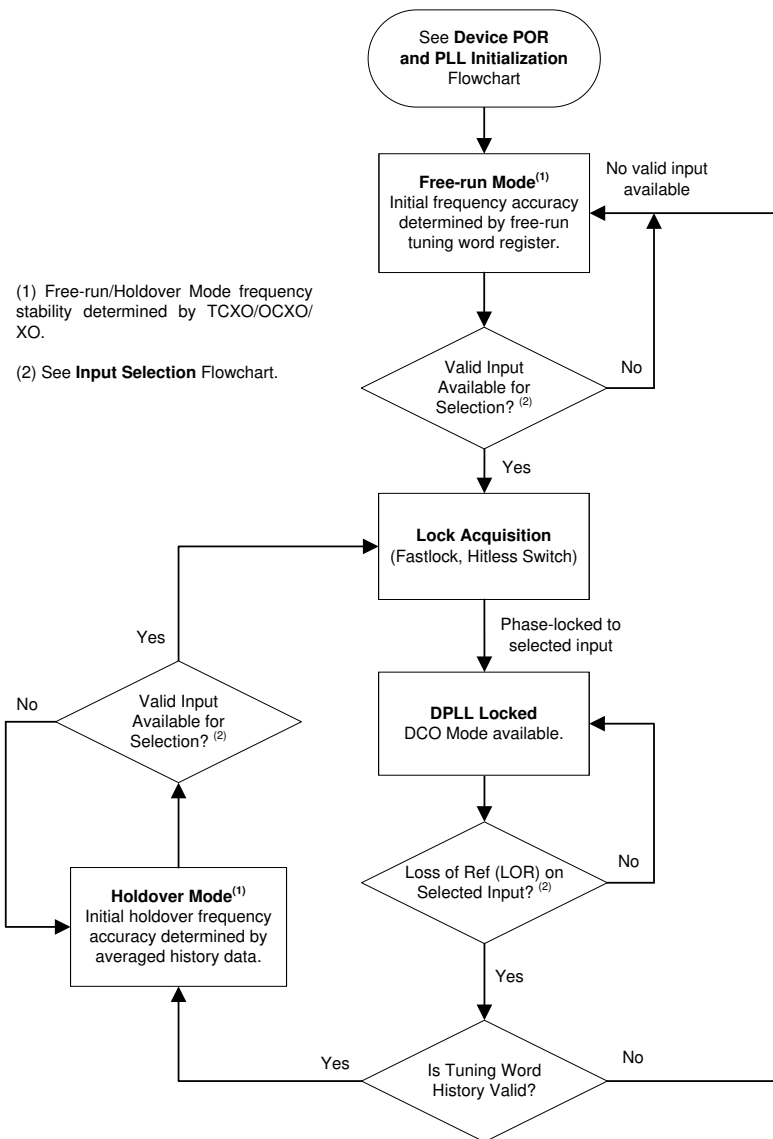 See Device POR
and PLL Initialization
Flowchart
Free-run Mode(1)
Initial frequency accuracy
determined by free-run
tuning word register.
No valid input
available
(1) Free-run/Holdover Mode frequency
stability determined by TCXO/OCXO/
XO.
(2) See Input Selection Flowchart.
Valid Input
Available for
Selection? (2)
No
Yes
Lock Acquisition
(Fastlock, Hitless Switch)
Phase-locked to
selected input
Yes
No
Valid Input
Available for
Selection? (2)
DPLL Locked
DCO Mode available.
Loss of Ref (LOR) on
Selected Input? (2)
No
Holdover Mode(1)
Initial holdover frequency
accuracy determined by
averaged history data.
Yes
Yes
Is Tuning Word
History Valid?
No